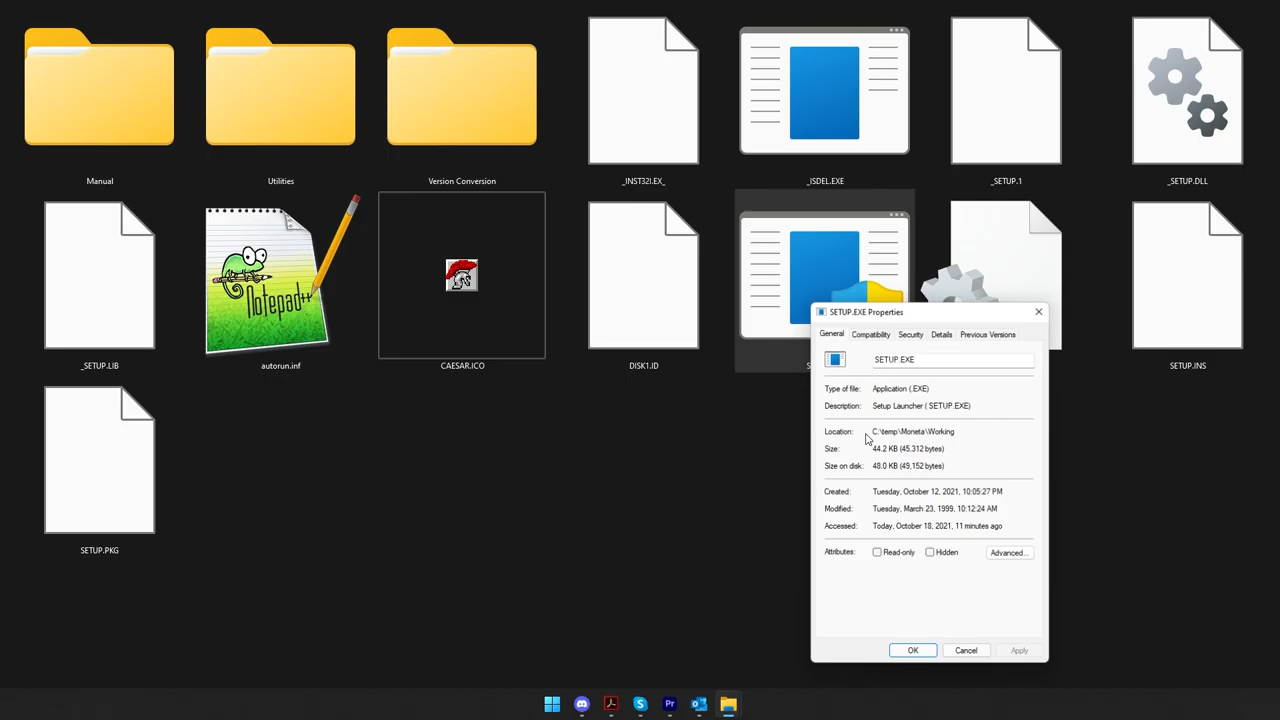 Manual
Utilities
Version Conversion
_INST32I.EX_
_ISDEL.EXE
_SETUP.1
_SETUP.DLL
_SETUP.LIB
Notepad++
autorun.inf
CAESAR.ICO
DISK1.ID
SETUP.INS
SETUP.PKG
SETUP.EXE Properties
General
Compatibility
Security
Details
Previous Versions
SETUP.EXE
Type of file: Application (.EXE)
Description: Setup Launcher ( SETUP.EXE)
Location: C:\temp\Moneta\Working
Size: 44.2 KB (45,312 bytes)
Size on disk: 48.0 KB (49,152 bytes)
Created: Tuesday, October 12, 2021, 10:05:27 PM
Modified: Tuesday, March 23, 1999, 10:12:24 AM
Accessed: Today, October 18, 2021, 11 minutes ago
Attributes: Read-only Hidden Advanced...
OK Cancel Apply
Pr